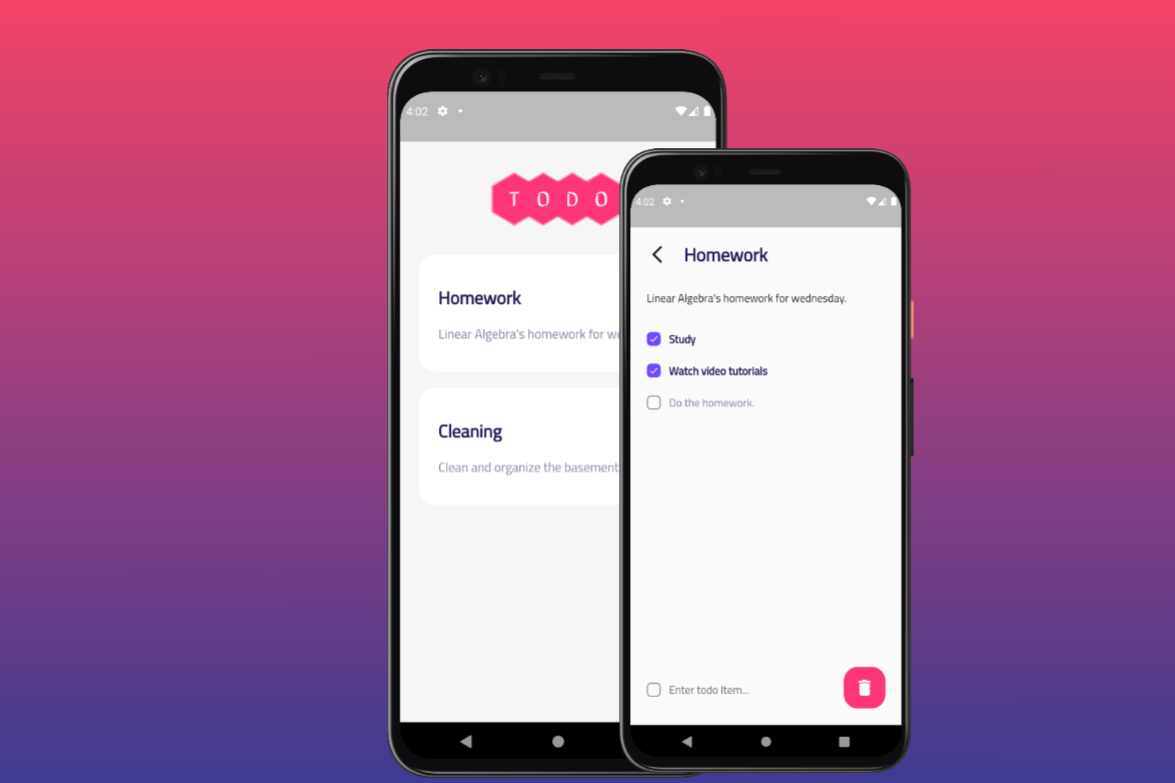 4:02
TODO
Homework
Linear Algebra's homework for
Cleaning
Clean and organize the basement
4:02
Homework
Linear Algebra's homework for wednesday.
Study
Watch video tutorials
Do the homework.
Enter todo Item...